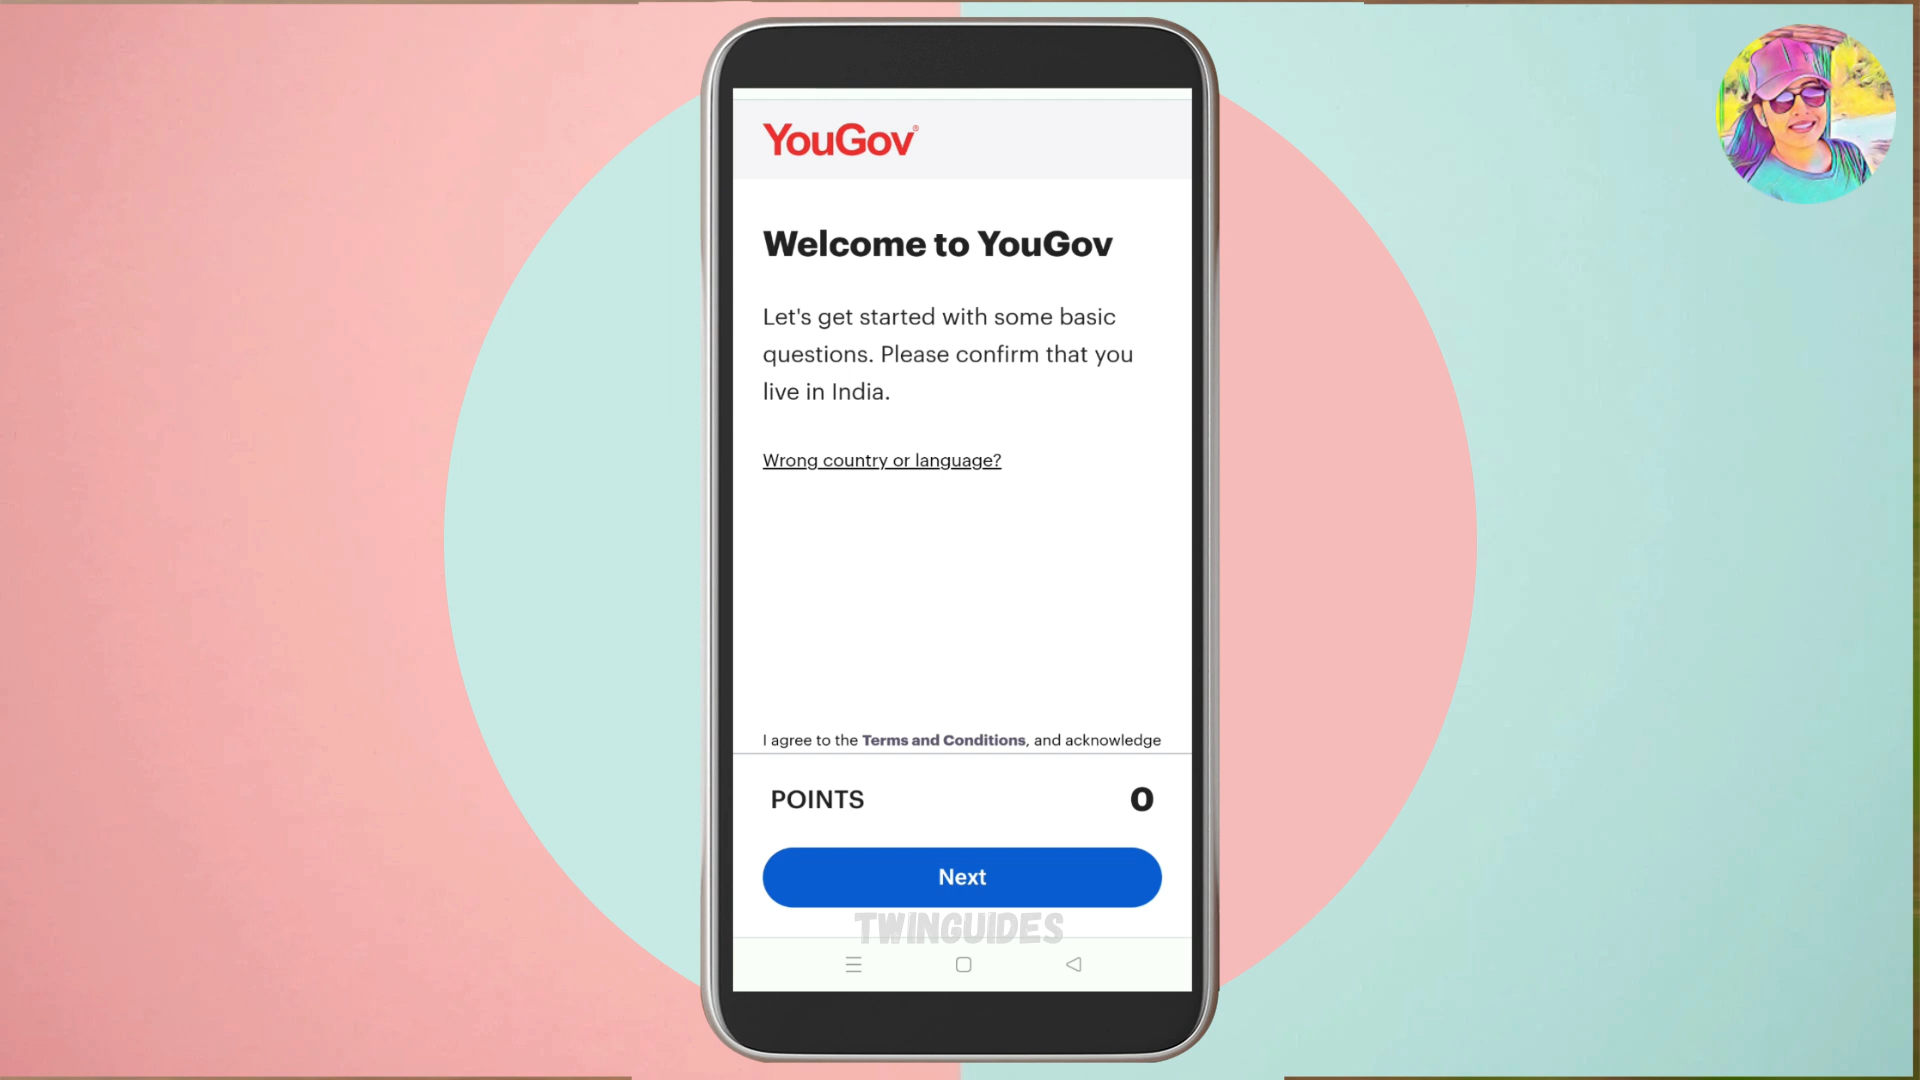 YouGov®
Welcome to YouGov
Let's get started with some basic
questions. Please confirm that you
live in India.
Wrong country or language?
I agree to the Terms and Conditions, and acknowledge
POINTS 0
Next
TWINGUIDES